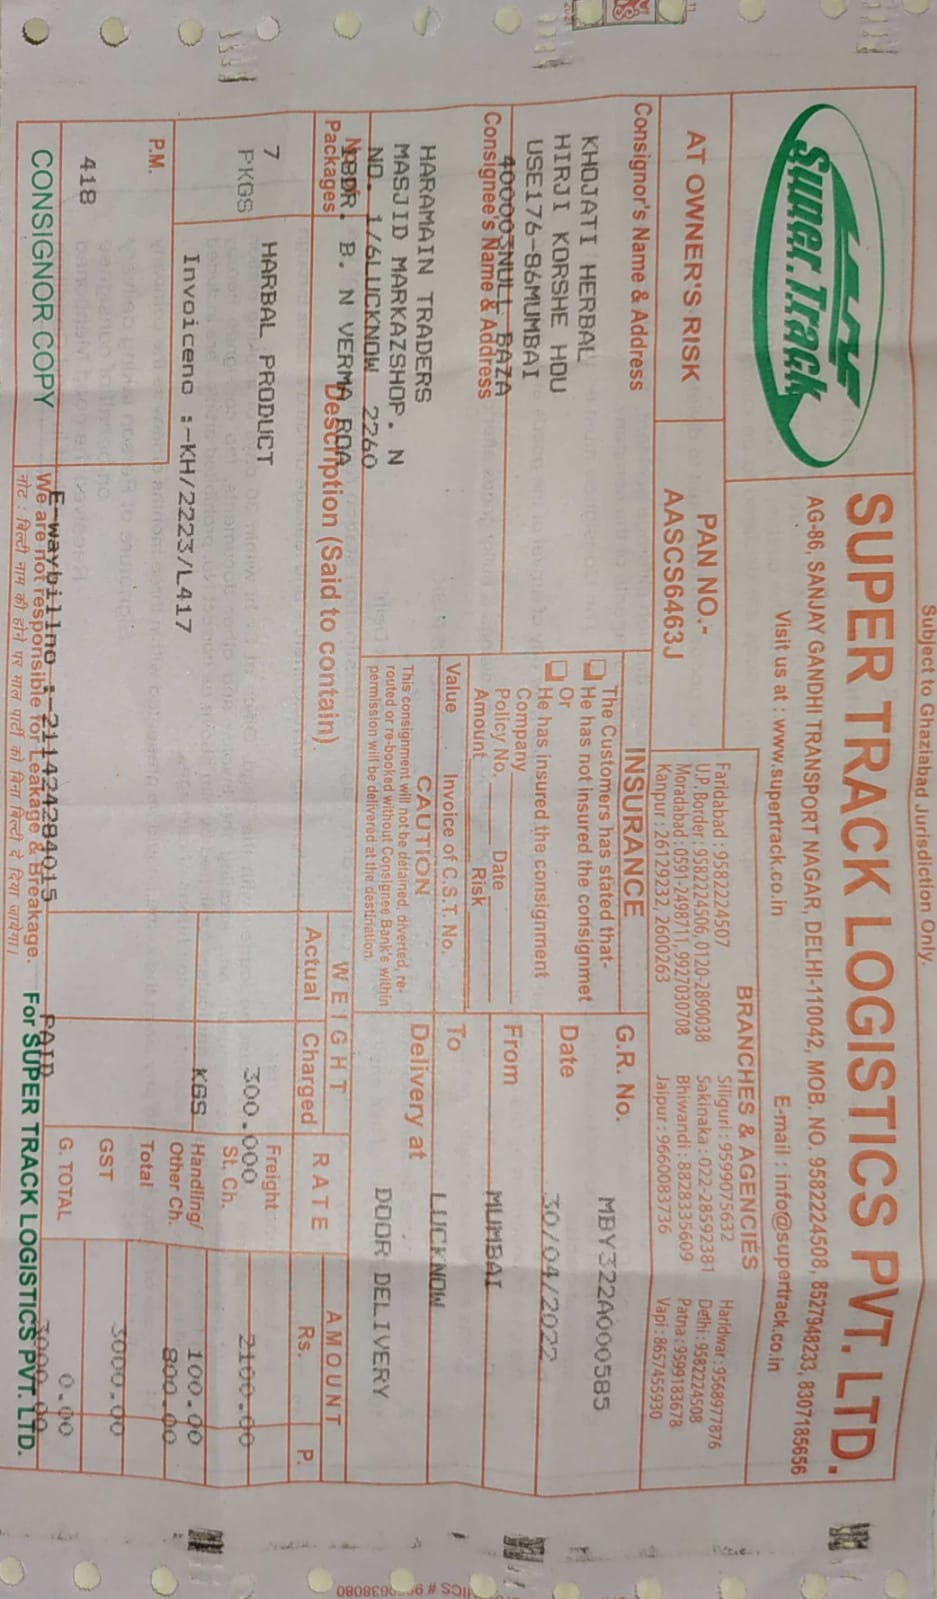 Subject to Ghaziabad Jurisdiction Only.
Super.Track
SUPER TRACK LOGISTICS PVT. LTD.
AG-86, SANJAY GANDHI TRANSPORT NAGAR, DELHI-110042, MOB. NO. 9582224508, 8527948233, 8307185656
Visit us at : www.supertrack.co.in E-mail : info@supertrack.co.in
AT OWNER'S RISK
PAN NO.-
AASCS6463J
BRANCHES & AGENCIES
Faridabad : 9582224507 Siliguri : 9599075632 Haridwar : 9568977876
U.P. Border : 9582224506, 0120-2890038 Sakinaka : 022-28592381 Delhi : 9582224508
Moradabad : 0591-2498711, 9927030708 Bhiwandi : 8828335609 Patna : 9599183678
Kanpur : 26129232, 2600263 Jaipur : 9660083736 Vapi : 8657455930
Consignor's Name & Address
KHOJATI HERBAL
HIRJI KORSHE HOU
USE176-86MUMBAI
400003NULL BAZA
Consignee's Name & Address
HARAMAIN TRADERS
MASJID MARKAZSHOP. N
NO. 1/6LUCKNOW 2260
NBDR. B. N VERMA ROA
INSURANCE
The Customers has stated that-
He has not insured the consignmet
Or
He has insured the consignment
Company
Policy No. Date
Amount Risk
Value Invoice of C.S.T. No.
CAUTION
This consignment will not be detained, diverted, re-
routed or re-booked without Consignee Bank's within
permission will be delivered at the destination.
G.R. No. MBY322A000585
Date 30/04/2022
From MUMBAI
To LUCKNOW
Delivery at
DOOR DELIVERY
Packages
Description (Said to contain)
WEIGHT
Actual Charged
RATE
AMOUNT
Rs. P.
7
PKGS
HARBAL PRODUCT
Invoiceno :-KH/2223/L417
300.000
KGS
Freight
St. Ch. 2100.00
Handling/ 100.00
Other Ch. 800.00
Total
GST 3000.00
G. TOTAL 0.00
3000.00
P.M.
418
PAID
E-waybillno :-211424284015
CONSIGNOR COPY
We are not responsible for Leakage & Breakage.
नोट : बिल्टी नाम की होने पर माल पार्टी को बिना बिल्टी दे दिया जायेगा।
For SUPER TRACK LOGISTICS PVT. LTD.